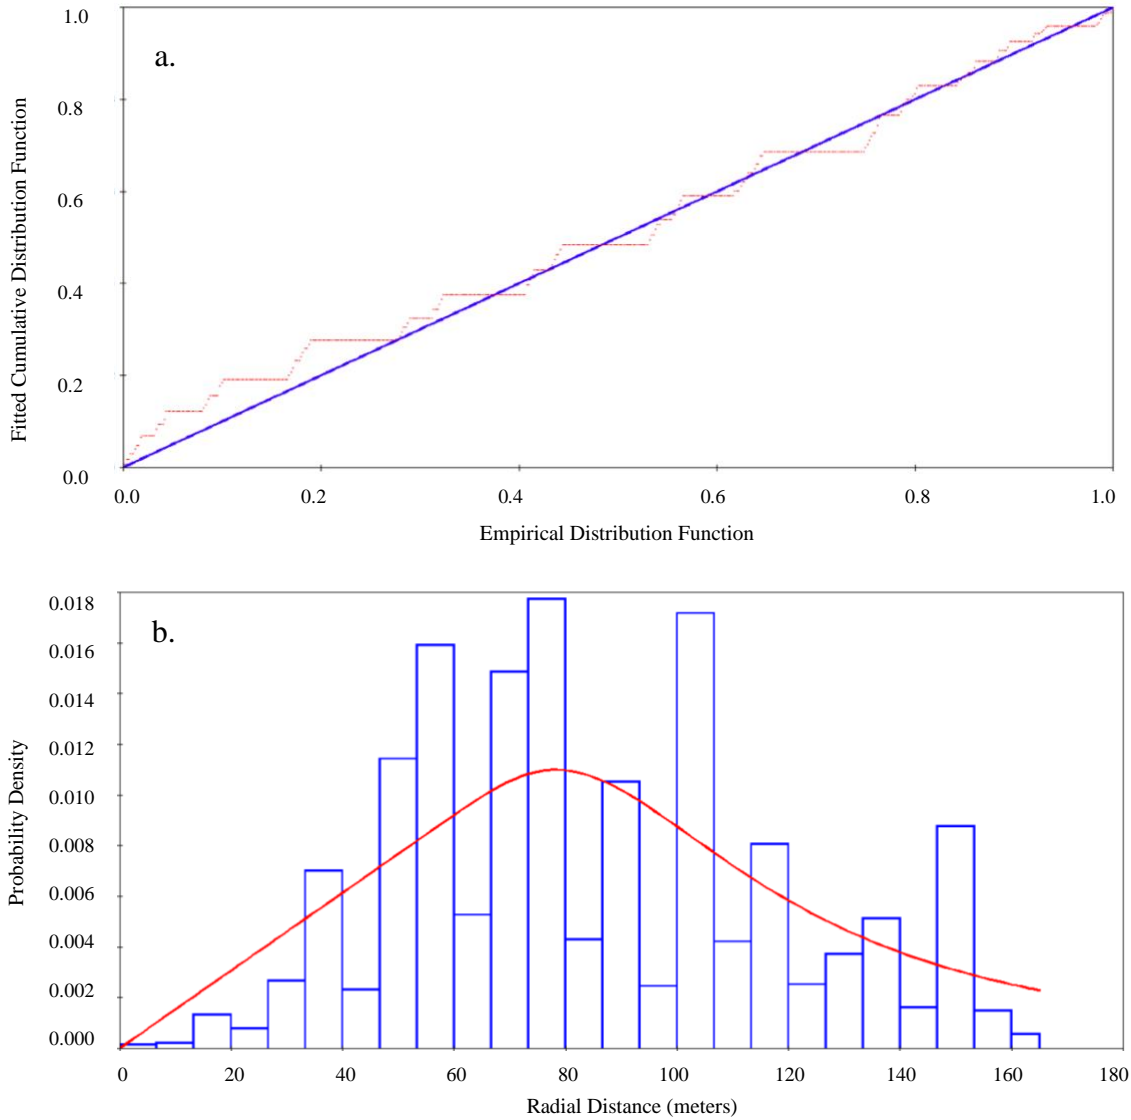 1.0
a.
0.8
0.6
0.4
0.2
0.0
Fitted Cumulative Distribution Function
0.0 0.2 0.4 0.6 0.8 1.0
Empirical Distribution Function
0.018
b.
0.016
0.014
0.012
0.010
0.008
0.006
0.004
0.002
0.000
Probability Density
0 20 40 60 80 100 120 140 160 180
Radial Distance (meters)